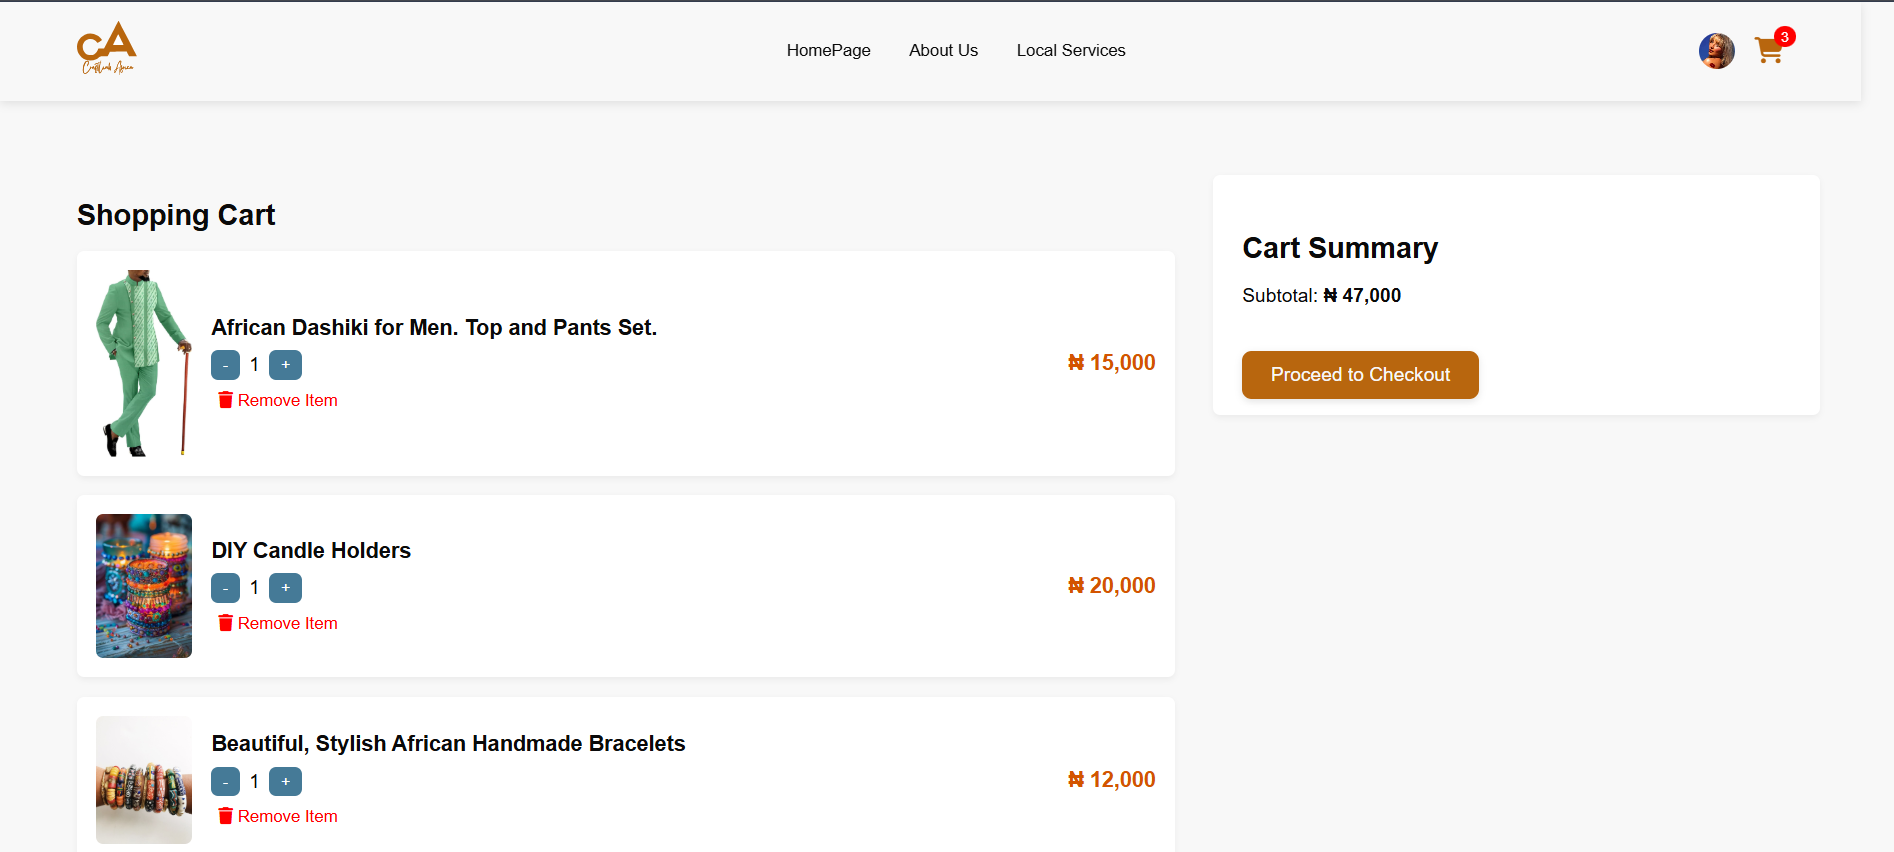 CA
CraftLink Africa
HomePage
About Us
Local Services
3
Shopping Cart
African Dashiki for Men. Top and Pants Set.
- 1 +
Remove Item
₦ 15,000
DIY Candle Holders
- 1 +
Remove Item
₦ 20,000
Beautiful, Stylish African Handmade Bracelets
- 1 +
Remove Item
₦ 12,000
Cart Summary
Subtotal: ₦ 47,000
Proceed to Checkout